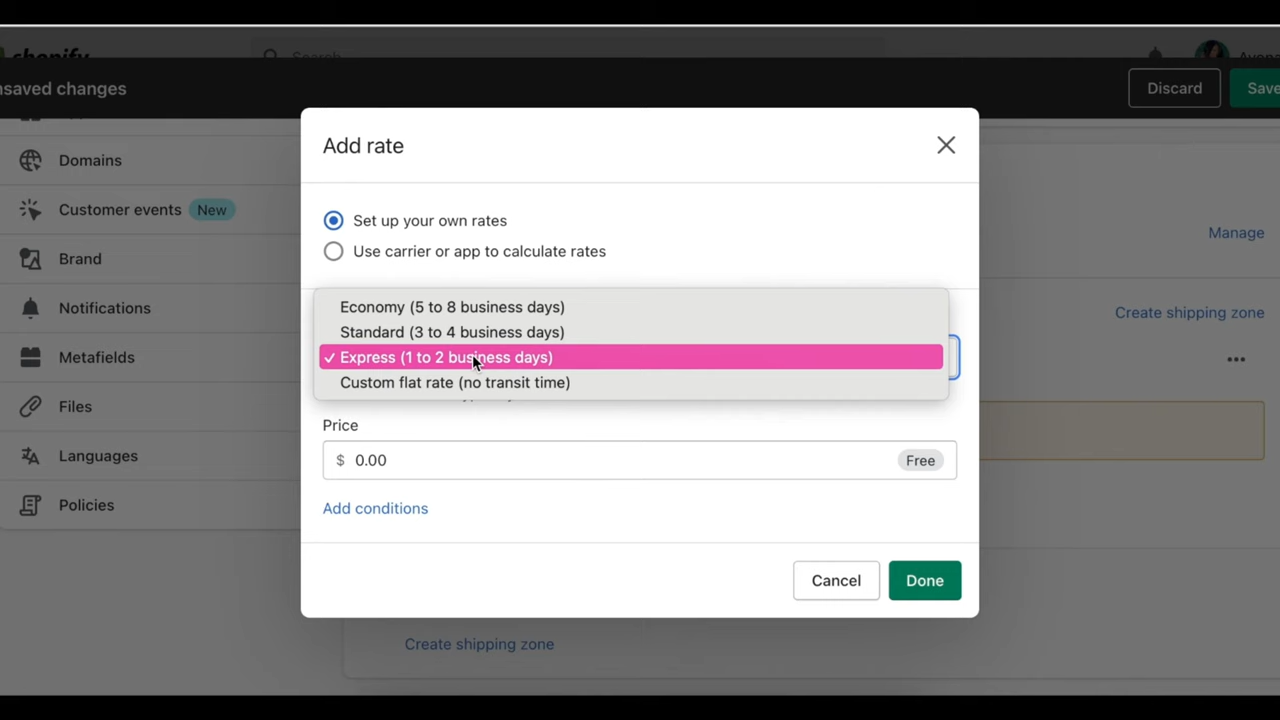 shopify
Search
nsaved changes
Discard
Save
Add rate
Domains
Customer events New
Brand
Notifications
Metafields
Files
Languages
Policies
Set up your own rates
Use carrier or app to calculate rates
Economy (5 to 8 business days)
Standard (3 to 4 business days)
✓ Express (1 to 2 business days)
Custom flat rate (no transit time)
Price
$ 0.00 Free
Add conditions
Cancel
Done
Manage
Create shipping zone
Create shipping zone